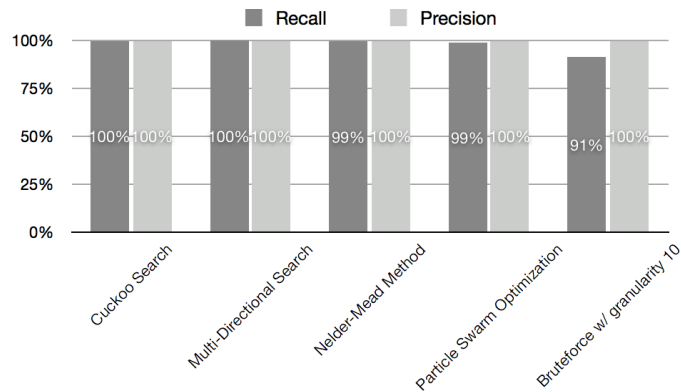 Recall Precision
100%
75%
50%
25%
0%
100% 100% 100% 100% 99% 100% 99% 100% 91% 100%
Cuckoo Search
Multi-Directional Search
Nelder-Mead Method
Particle Swarm Optimization
Bruteforce w/ granularity 10